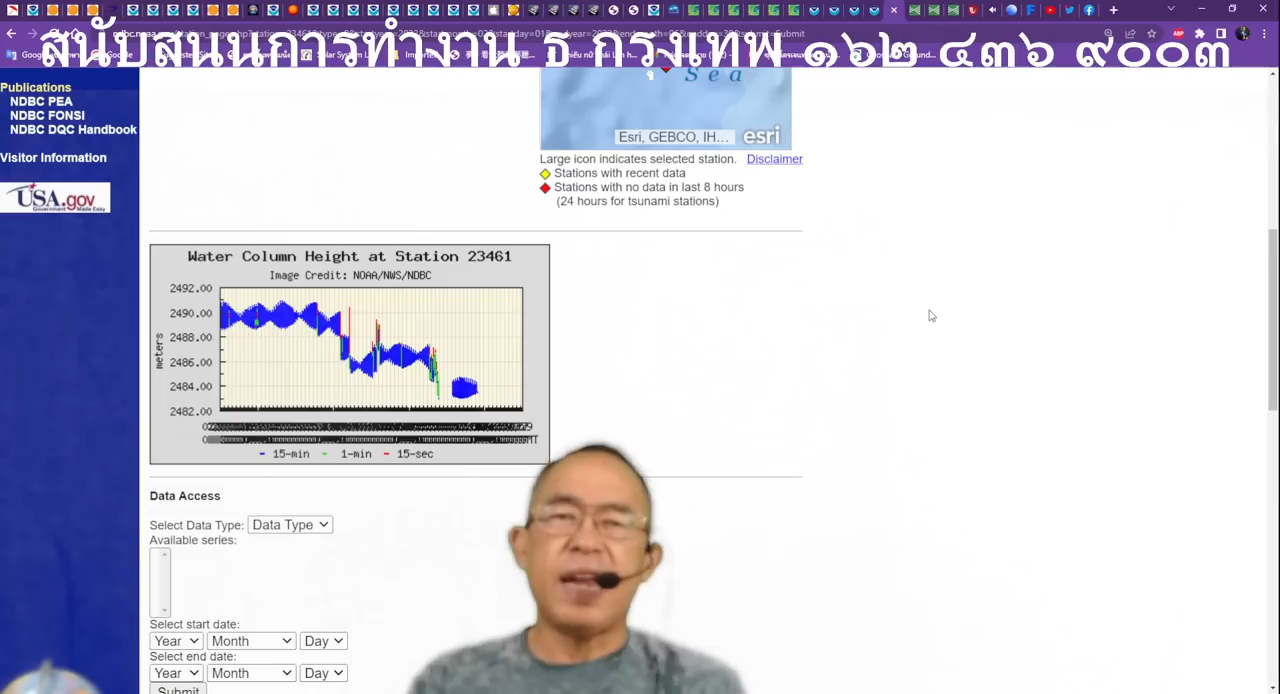 สนับสนุนการทำงาน ธ กรุงเทพ ๑๖๒ ๔๓๖ ๙๐๐๓
Publications
NDBC PEA
NDBC FONSI
NDBC DQC Handbook
Visitor Information
USA.gov
Government Made Easy
Sea
Esri, GEBCO, IH… esri
Large icon indicates selected station. Disclaimer
Stations with recent data
Stations with no data in last 8 hours
(24 hours for tsunami stations)
Water Column Height at Station 23461
Image Credit: NOAA/NWS/NDBC
2492.00
2490.00
2488.00
2486.00
2484.00
2482.00
meters
15-min 1-min 15-sec
Data Access
Select Data Type: Data Type
Available series:
Select start date:
Year Month Day
Select end date:
Year Month Day
Submit